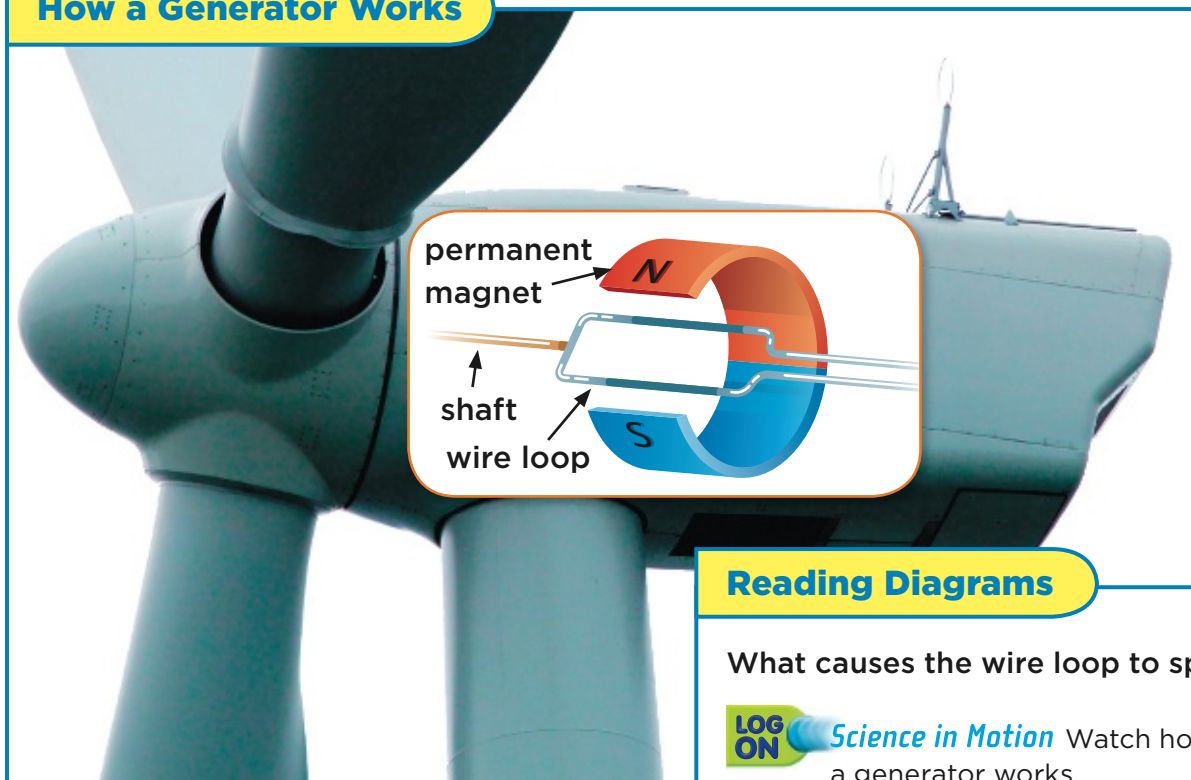 How a Generator Works
permanent
magnet
N
shaft
wire loop
S
Reading Diagrams
What causes the wire loop to sp
LOG
ON
Science in Motion Watch ho
a generator works